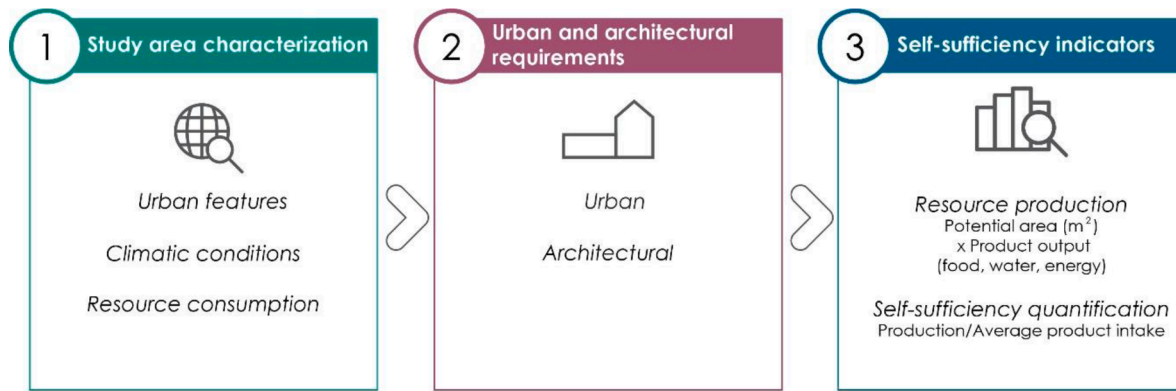 1
Study area characterization
Urban features
Climatic conditions
Resource consumption
2
Urban and architectural
requirements
Urban
Architectural
3
Self-sufficiency indicators
Resource production
Potential area (m²)
x Product output
(food, water, energy)
Self-sufficiency quantification
Production/Average product intake